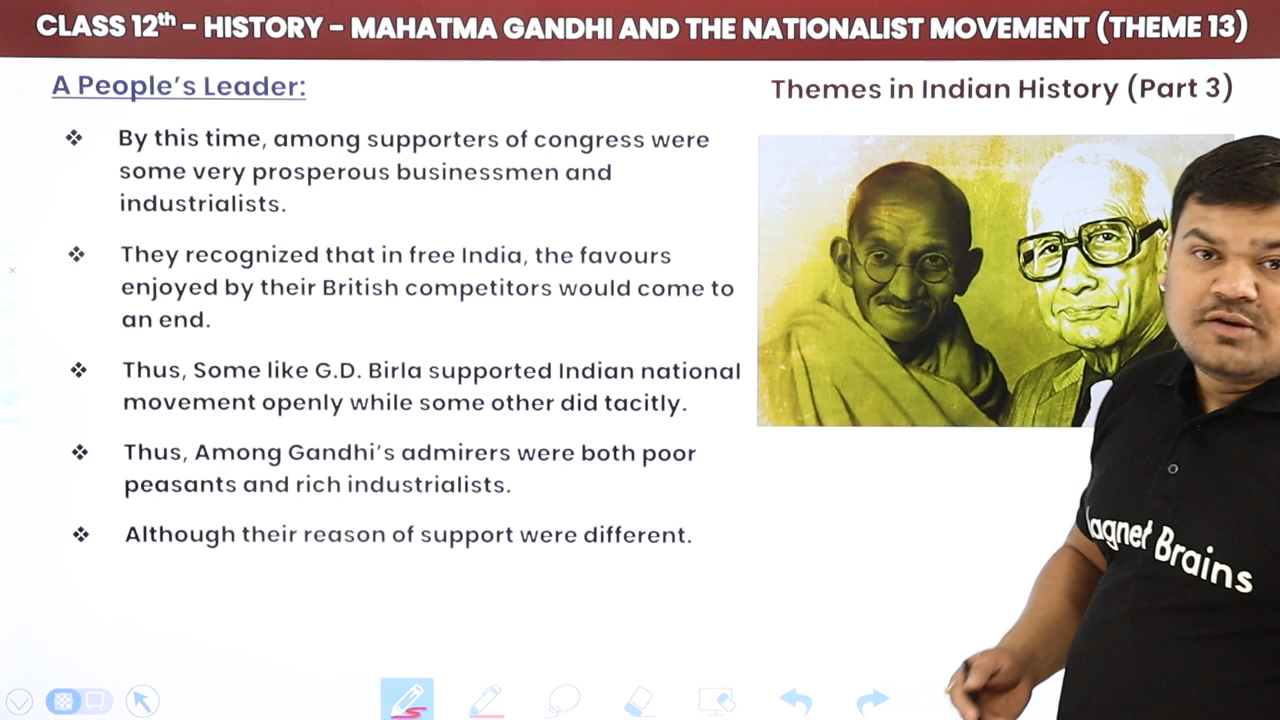 CLASS 12th – HISTORY – MAHATMA GANDHI AND THE NATIONALIST MOVEMENT (THEME 13)
A People's Leader:
Themes in Indian History (Part 3)
❖ By this time, among supporters of congress were
some very prosperous businessmen and
industrialists.
❖ They recognized that in free India, the favours
enjoyed by their British competitors would come to
an end.
❖ Thus, Some like G.D. Birla supported Indian national
movement openly while some other did tacitly.
❖ Thus, Among Gandhi's admirers were both poor
peasants and rich industrialists.
❖ Although their reason of support were different.
agnet Brains